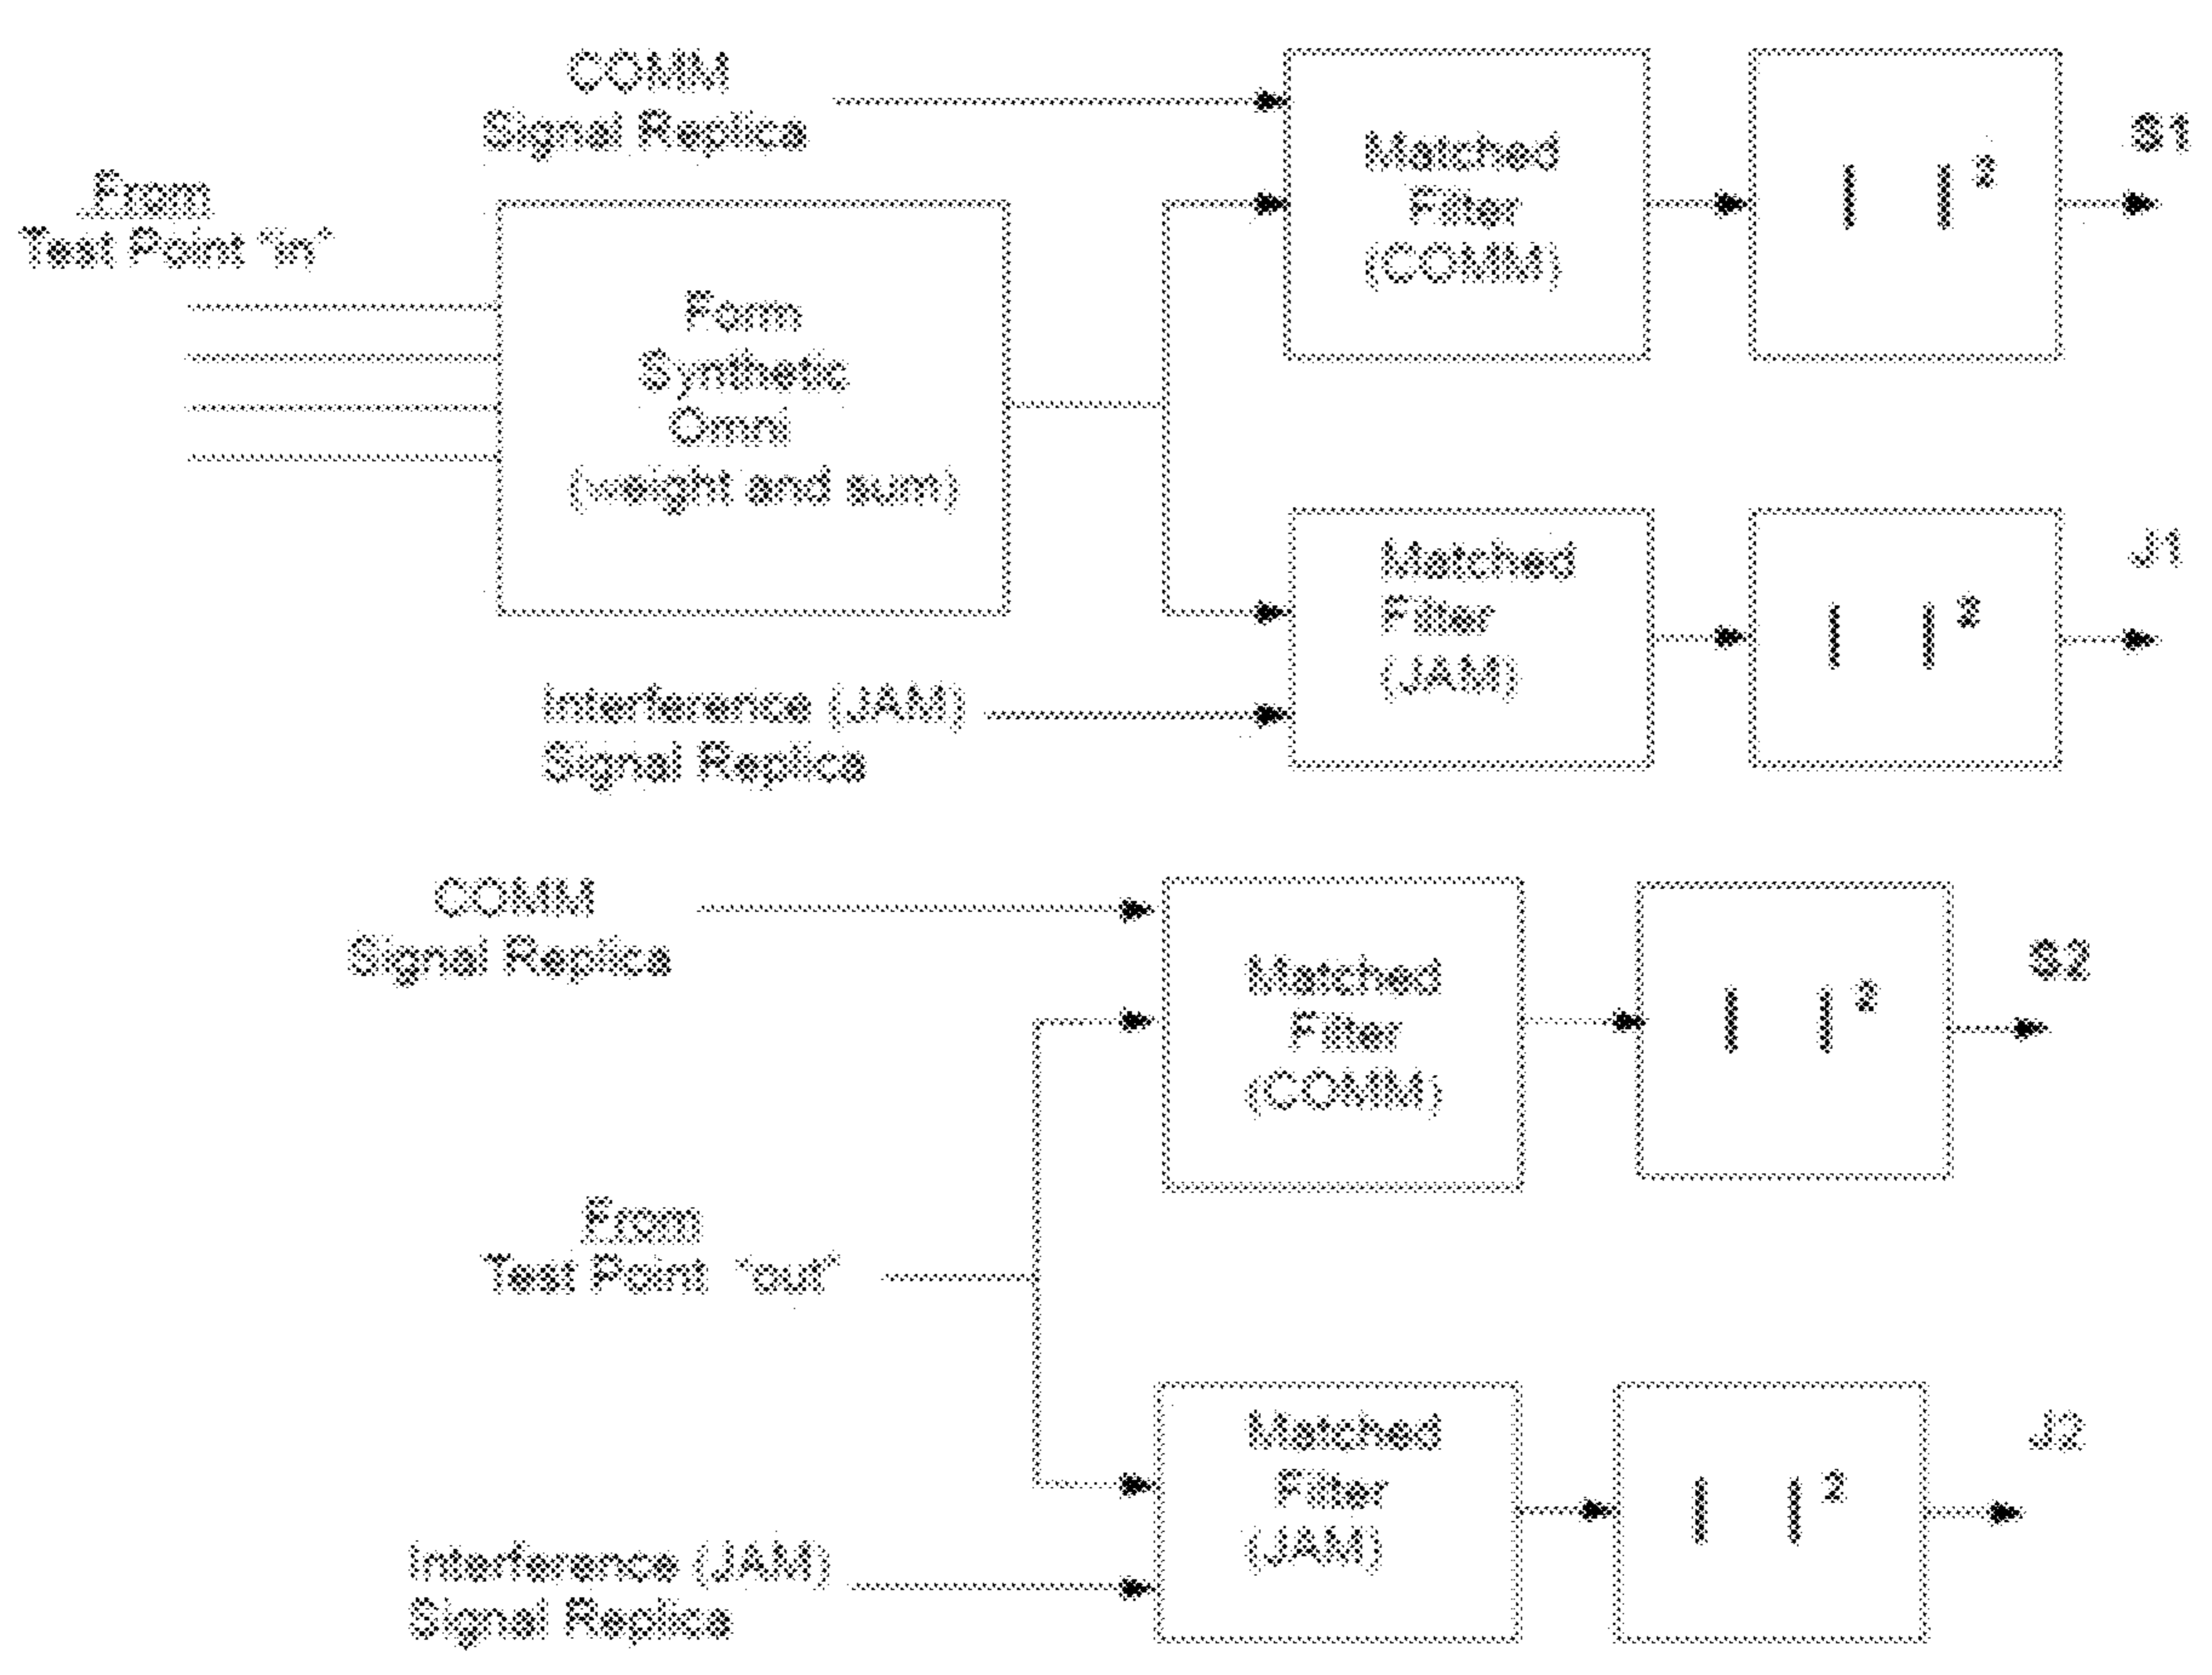 COMM
Signal Replica
From
Test Point "in"
Form
Synthetic
Omni
(weight and sum)
Matched
Filter
(COMM)
| |²
S1
Matched
Filter
(JAM)
| |²
J1
Interference (JAM)
Signal Replica
COMM
Signal Replica
Matched
Filter
(COMM)
| |²
S2
From
Test Point "out"
Matched
Filter
(JAM)
| |²
J2
Interference (JAM)
Signal Replica